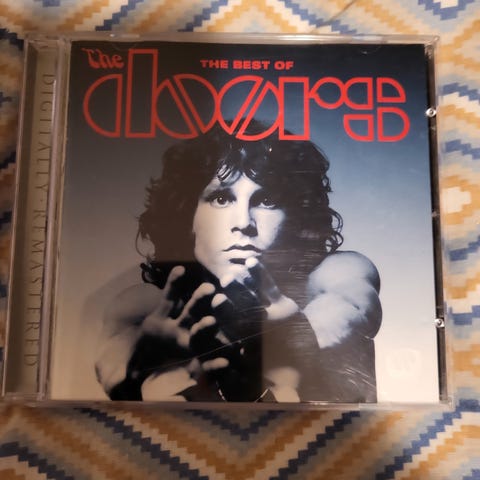 The
THE BEST OF
doors
DIGITALLY·REMASTERED